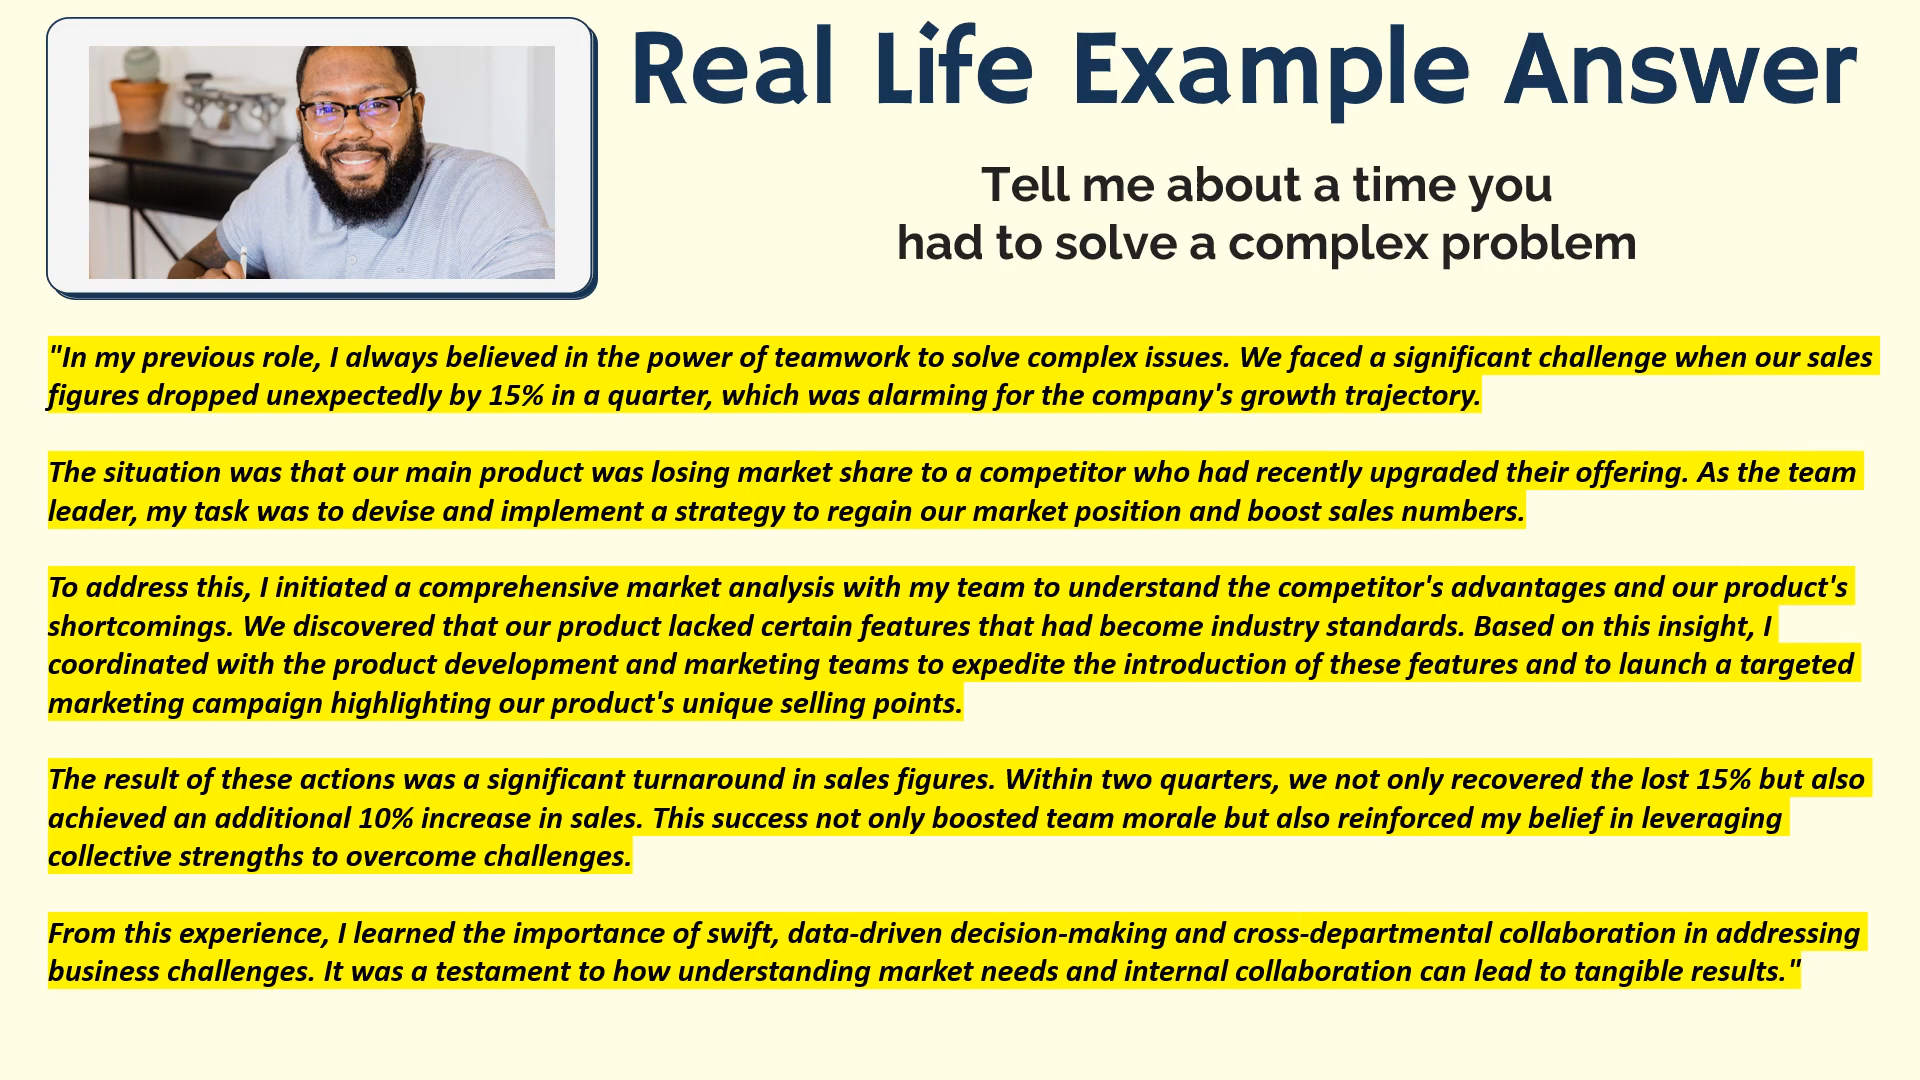 Real Life Example Answer
Tell me about a time you
had to solve a complex problem
"In my previous role, I always believed in the power of teamwork to solve complex issues. We faced a significant challenge when our sales
figures dropped unexpectedly by 15% in a quarter, which was alarming for the company's growth trajectory.
The situation was that our main product was losing market share to a competitor who had recently upgraded their offering. As the team
leader, my task was to devise and implement a strategy to regain our market position and boost sales numbers.
To address this, I initiated a comprehensive market analysis with my team to understand the competitor's advantages and our product's
shortcomings. We discovered that our product lacked certain features that had become industry standards. Based on this insight, I
coordinated with the product development and marketing teams to expedite the introduction of these features and to launch a targeted
marketing campaign highlighting our product's unique selling points.
The result of these actions was a significant turnaround in sales figures. Within two quarters, we not only recovered the lost 15% but also
achieved an additional 10% increase in sales. This success not only boosted team morale but also reinforced my belief in leveraging
collective strengths to overcome challenges.
From this experience, I learned the importance of swift, data-driven decision-making and cross-departmental collaboration in addressing
business challenges. It was a testament to how understanding market needs and internal collaboration can lead to tangible results."